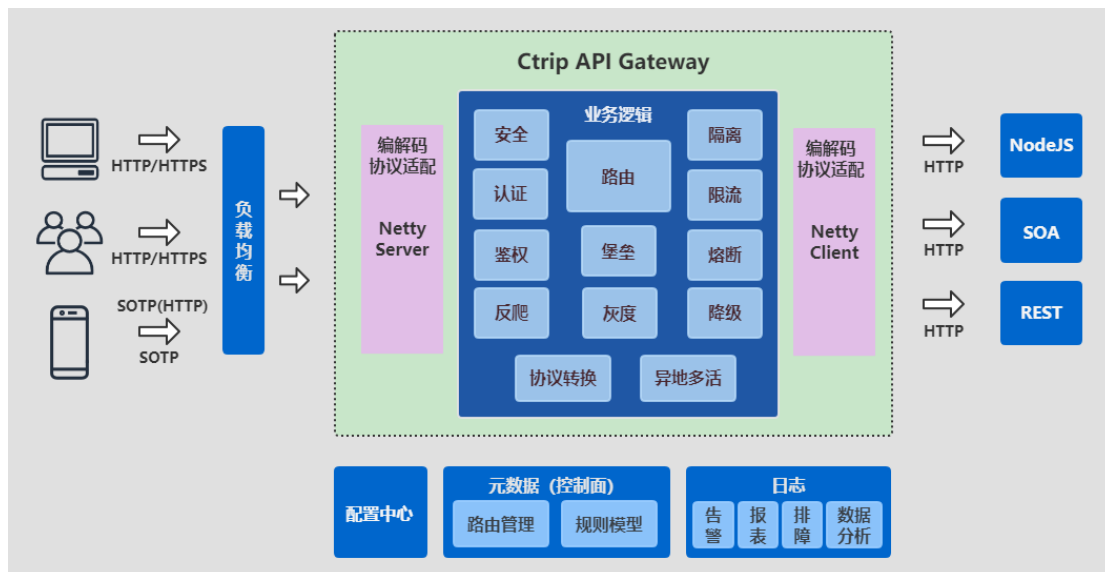 Ctrip API Gateway
HTTP/HTTPS
HTTP/HTTPS
SOTP(HTTP)
SOTP
负
载
均
衡
编解码
协议适配
Netty
Server
业务逻辑
安全
认证
鉴权
反爬
路由
堡垒
灰度
隔离
限流
熔断
降级
协议转换
异地多活
编解码
协议适配
Netty
Client
HTTP
HTTP
HTTP
NodeJS
SOA
REST
配置中心
元数据（控制面）
路由管理
规则模型
日志
告
警
报
表
排
障
数据
分析